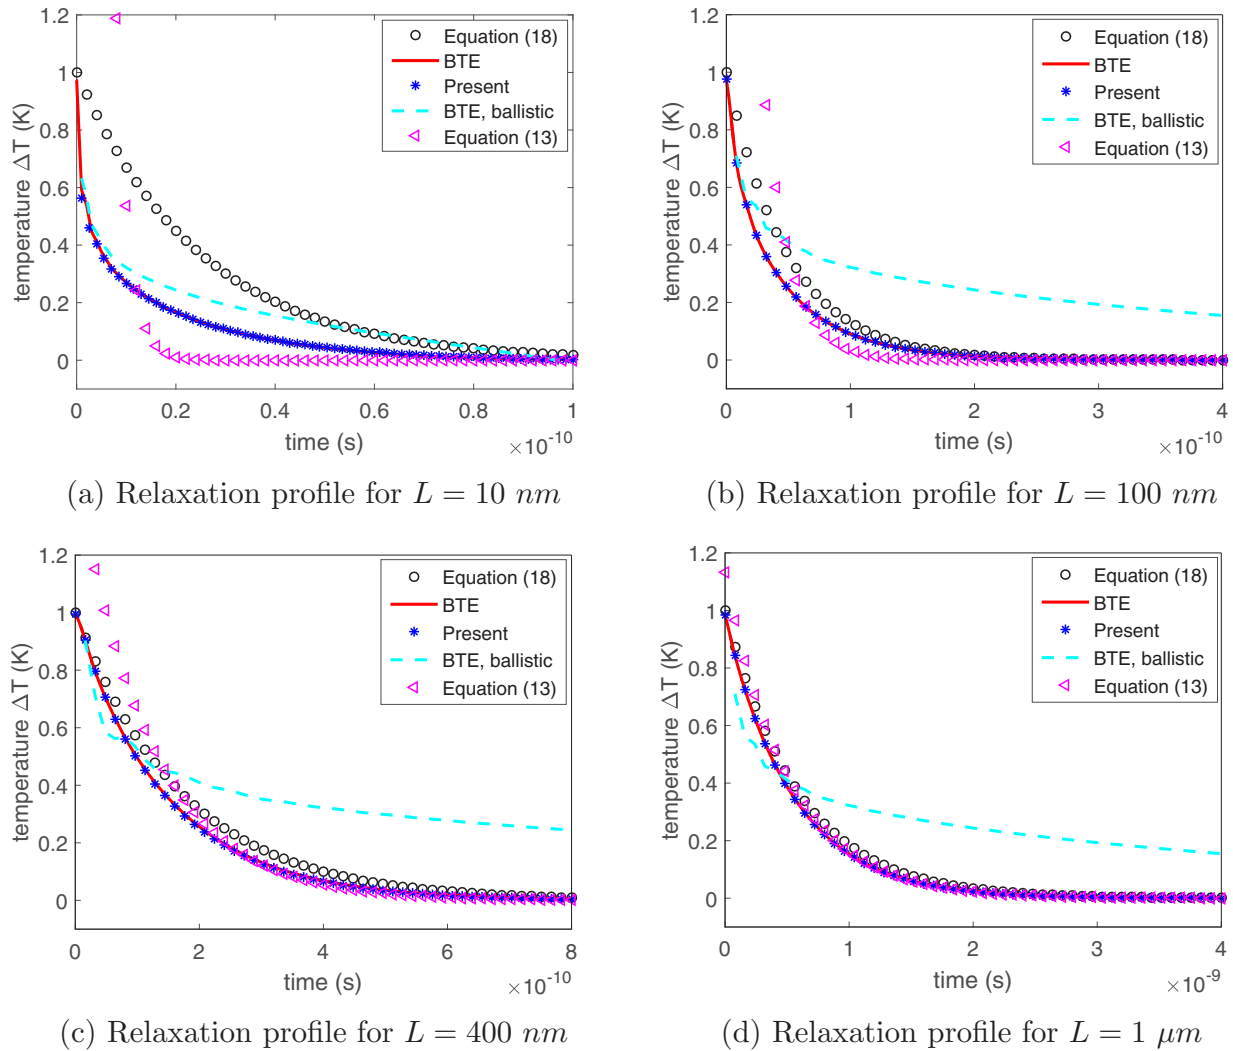 1.2
1
0.8
0.6
0.4
0.2
0
temperature ΔT (K)
Equation (18)
BTE
Present
BTE, ballistic
Equation (13)
0 0.2 0.4 0.6 0.8 1
time (s) ×10⁻¹⁰
(a) Relaxation profile for L = 10 nm
1.2
1
0.8
0.6
0.4
0.2
0
temperature ΔT (K)
Equation (18)
BTE
Present
BTE, ballistic
Equation (13)
0 1 2 3 4
time (s) ×10⁻¹⁰
(b) Relaxation profile for L = 100 nm
1.2
1
0.8
0.6
0.4
0.2
0
temperature ΔT (K)
Equation (18)
BTE
Present
BTE, ballistic
Equation (13)
0 2 4 6 8
time (s) ×10⁻¹⁰
(c) Relaxation profile for L = 400 nm
1.2
1
0.8
0.6
0.4
0.2
0
temperature ΔT (K)
Equation (18)
BTE
Present
BTE, ballistic
Equation (13)
0 1 2 3 4
time (s) ×10⁻⁹
(d) Relaxation profile for L = 1 μm